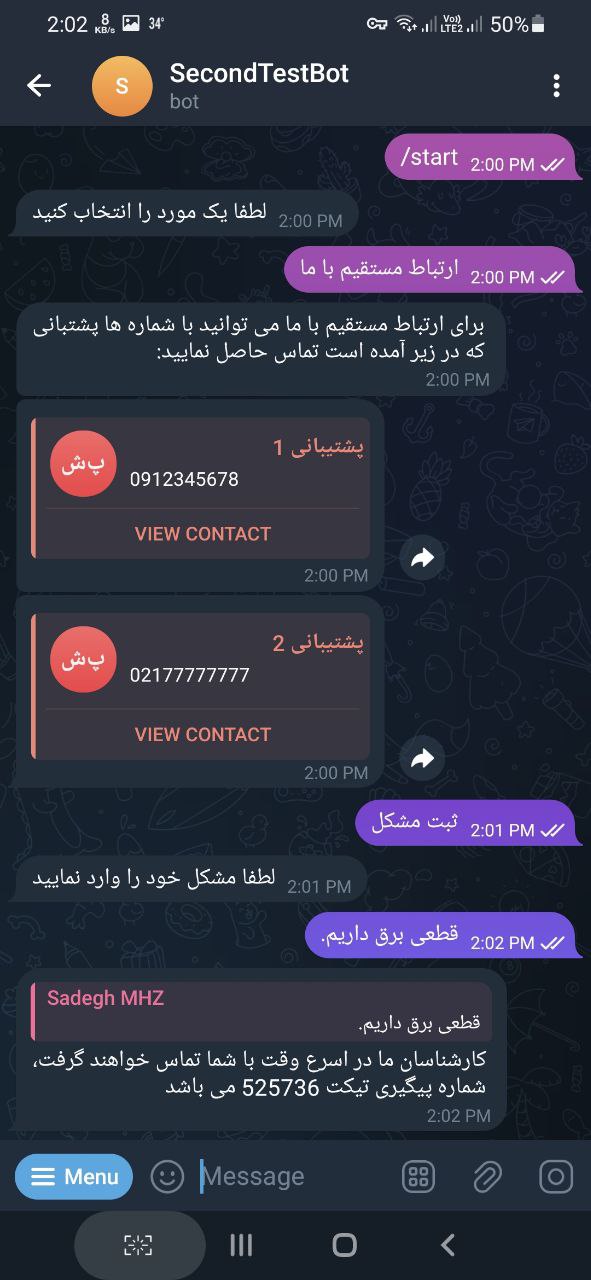 2:02 8 KB/s 34° Vo)) LTE2 50%
S
SecondTestBot
bot
/start 2:00 PM
لطفا یک مورد را انتخاب کنید 2:00 PM
ارتباط مستقیم با ما 2:00 PM
برای ارتباط مستقیم با ما می توانید با شماره ها پشتبانی
که در زیر آمده است تماس حاصل نمایید:
2:00 PM
پشتیبانی 1
پ‌ش
0912345678
VIEW CONTACT
2:00 PM
پشتیبانی 2
پ‌ش
02177777777
VIEW CONTACT
2:00 PM
ثبت مشکل 2:01 PM
لطفا مشکل خود را وارد نمایید 2:01 PM
قطعی برق داریم. 2:02 PM
Sadegh MHZ
قطعی برق داریم.
کارشناسان ما در اسرع وقت با شما تماس خواهند گرفت،
شماره پیگیری تیکت 525736 می باشد
2:02 PM
Menu Message